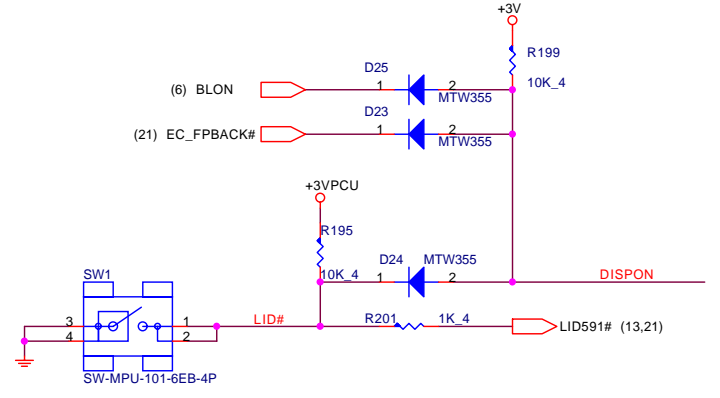 +3V
R199
10K_4
D25
(6) BLON
1
2
MTW355
D23
(21) EC_FPBACK#
1
2
MTW355
+3VPCU
R195
10K_4
D24
MTW355
1
2
DISPON
SW1
3
1
4
2
LID#
R201
1K_4
LID591# (13,21)
SW-MPU-101-6EB-4P